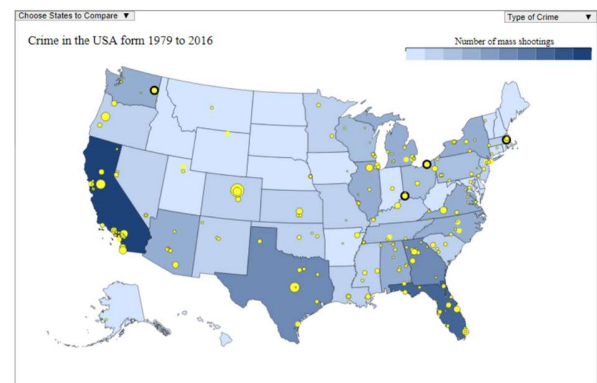 Choose States to Compare ▼
Type of Crime ▼
Crime in the USA form 1979 to 2016
Number of mass shootings